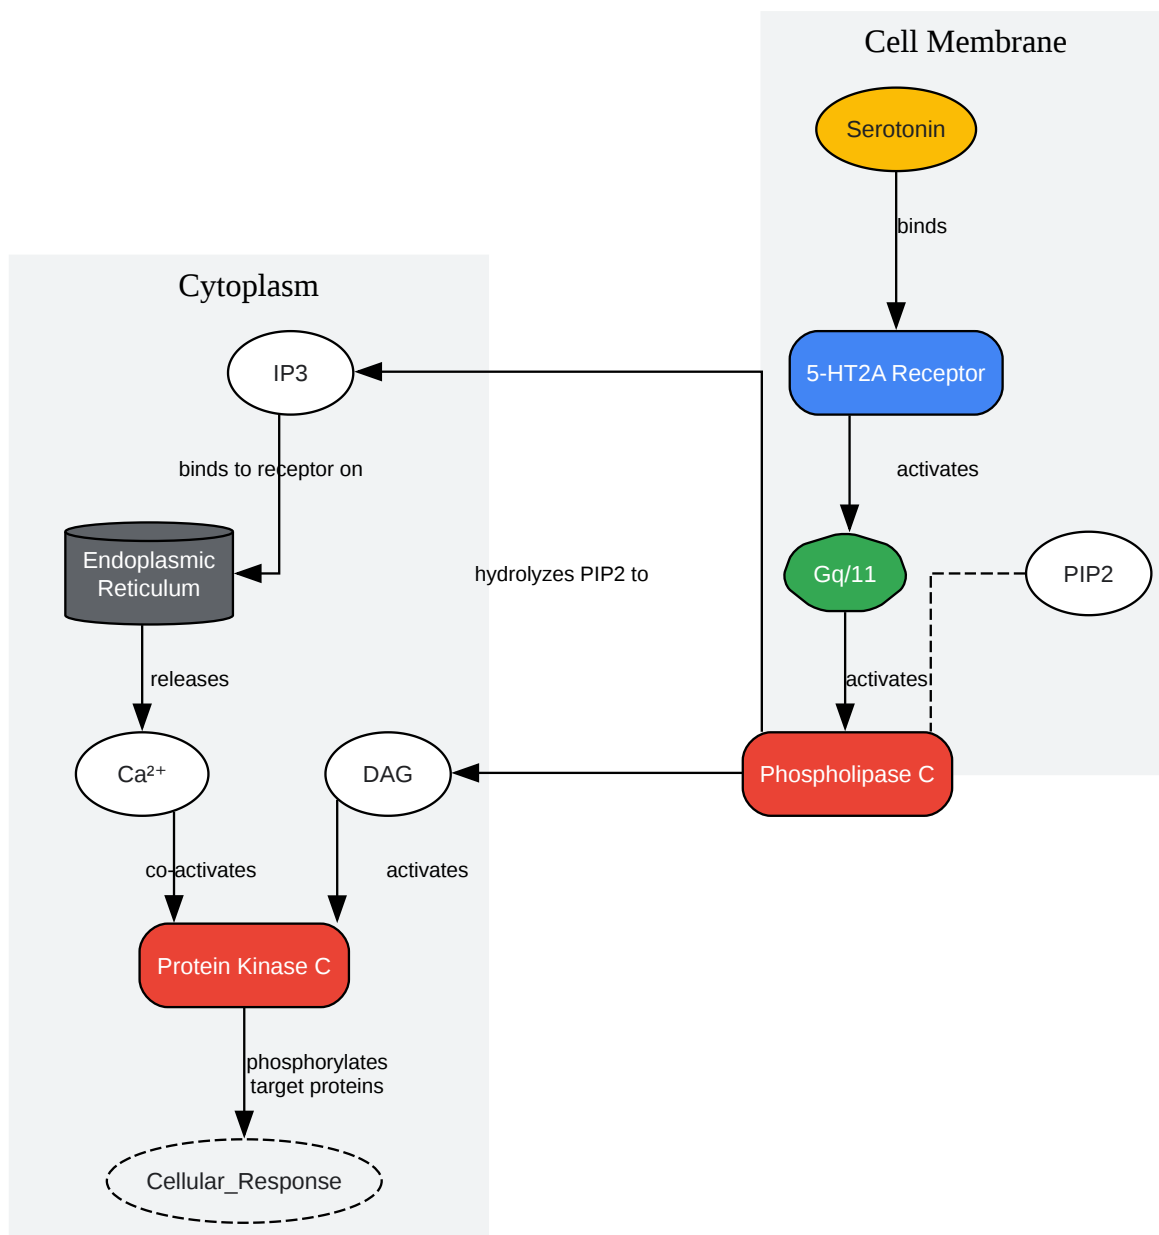 Cell Membrane
Serotonin
binds
Cytoplasm
IP3
5-HT2A Receptor
binds to receptor on
activates
Endoplasmic
Reticulum
hydrolyzes PIP2 to
Gq/11
PIP2
releases
activates
Ca²⁺
DAG
Phospholipase C
co-activates
activates
Protein Kinase C
phosphorylates
target proteins
Cellular_Response